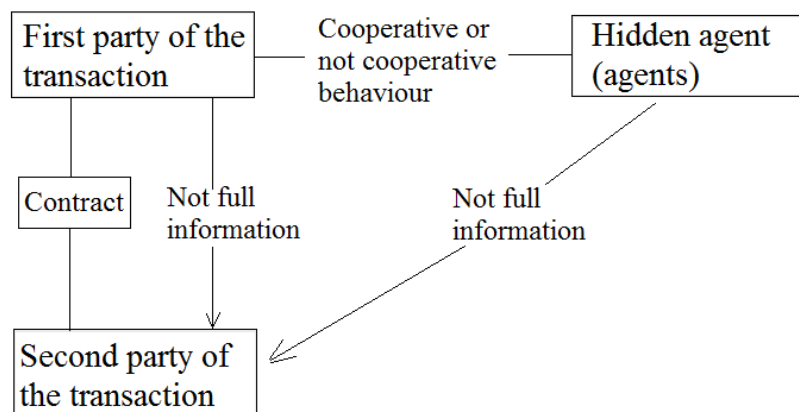 First party of the
transaction
Cooperative or
not cooperative
behaviour
Hidden agent
(agents)
Contract
Not full
information
Not full
information
Second party of
the transaction